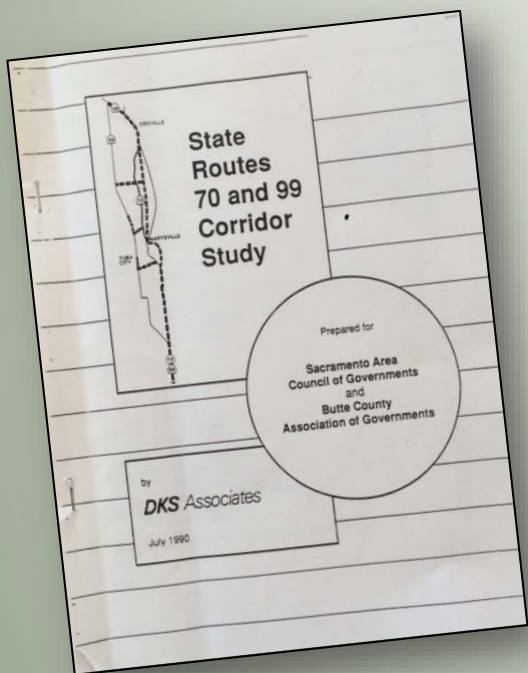 OROVILLE
MARYSVILLE
YUBA
CITY
State
Routes
70 and 99
Corridor
Study
Prepared for
Sacramento Area
Council of Governments
and
Butte County
Association of Governments
by
DKS Associates
July 1990